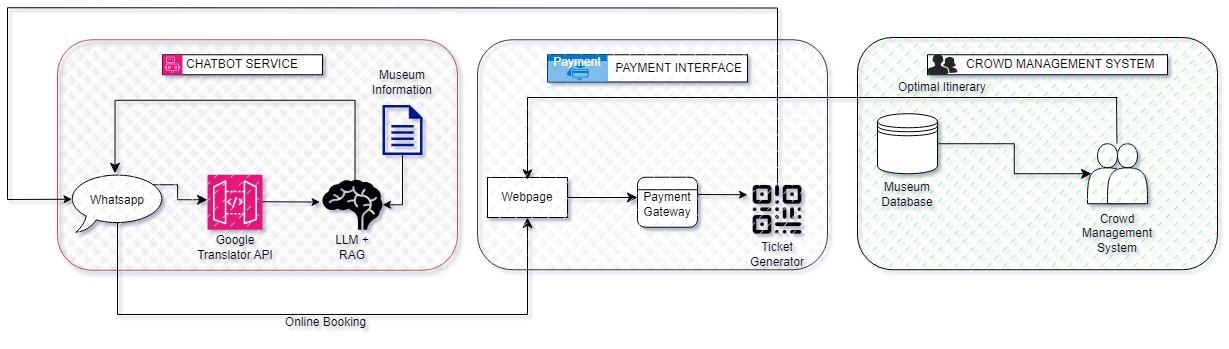 CHATBOT SERVICE
Museum
Information
Whatsapp
Google
Translator API
LLM +
RAG
Online Booking
Payment
PAYMENT INTERFACE
Webpage
Payment
Gateway
Ticket
Generator
CROWD MANAGEMENT SYSTEM
Optimal Itinerary
Museum
Database
Crowd
Management
System